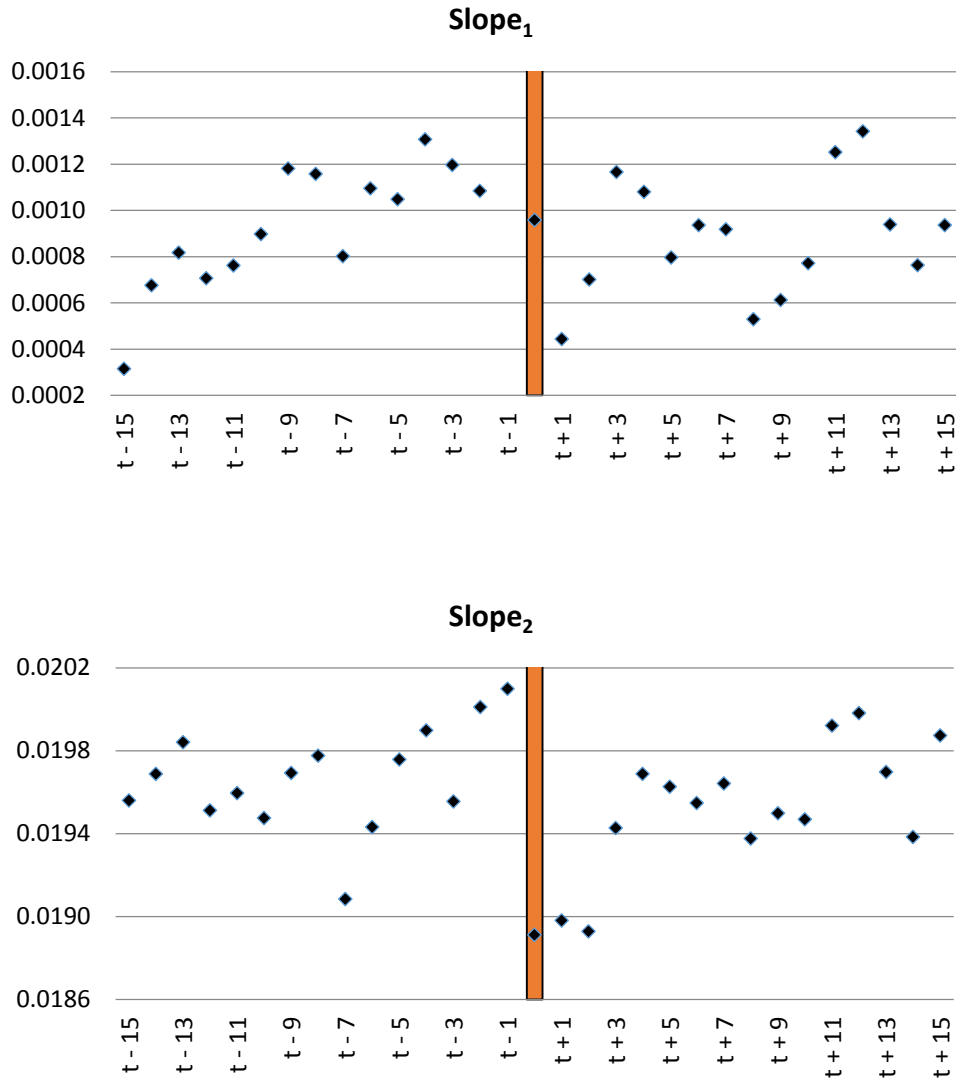 Slope₁
0.0016
0.0014
0.0012
0.0010
0.0008
0.0006
0.0004
0.0002
t - 15
t - 13
t - 11
t - 9
t - 7
t - 5
t - 3
t - 1
t + 1
t + 3
t + 5
t + 7
t + 9
t + 11
t + 13
t + 15
Slope₂
0.0202
0.0198
0.0194
0.0190
0.0186
t - 15
t - 13
t - 11
t - 9
t - 7
t - 5
t - 3
t - 1
t + 1
t + 3
t + 5
t + 7
t + 9
t + 11
t + 13
t + 15